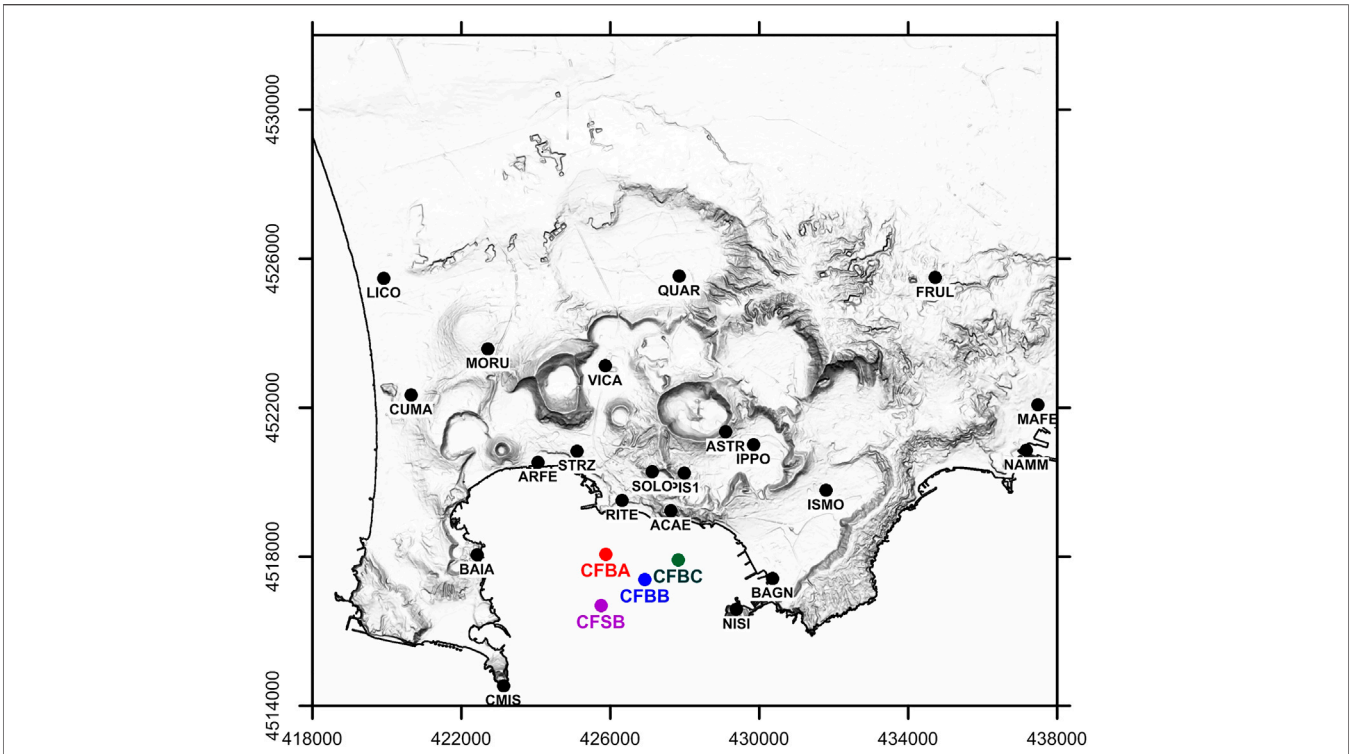 4530000
4526000
4522000
4518000
4514000
LICO
QUAR
FRUL
MORU
VICA
CUMA
MAFE
ASTR
IPPO
NAMM
STRZ
ARFE
SOLO
PIS1
ISMO
RITE
ACAE
BAIA
CFBA
CFBC
BAGN
CFBB
NISI
CFSB
CMIS
418000 422000 426000 430000 434000 438000